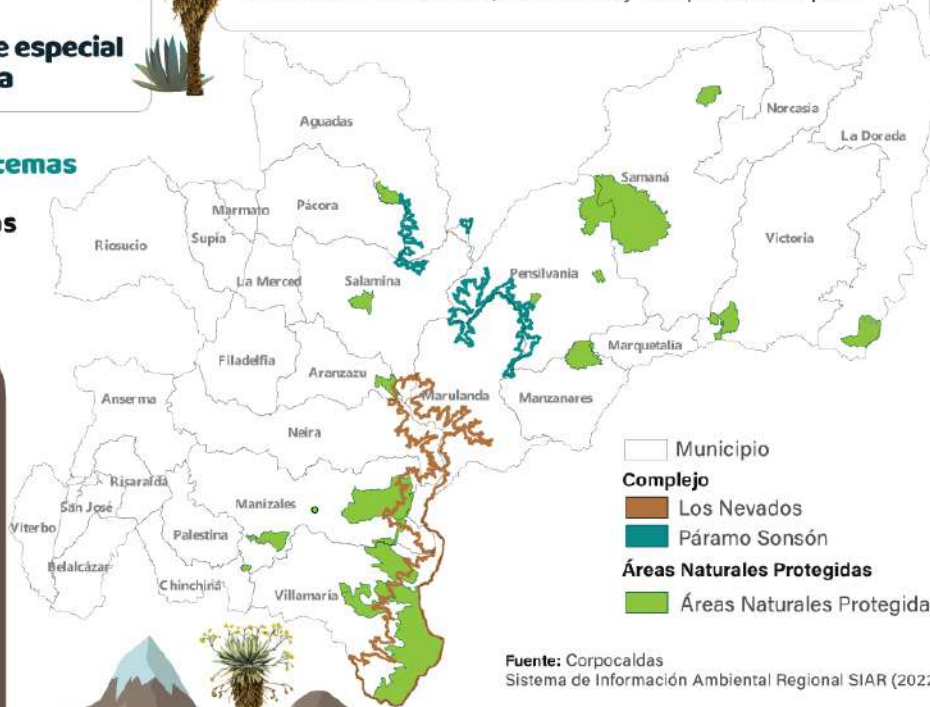 e especial
a
temas
s
Aguadas
Norcasia
La Dorada
Samaná
Marmato
Pácora
Riosucio
Supía
Victoria
La Merced
Salamina
Pensilvania
Filadelfia
Aranzazu
Marquetalia
Anserma
Marulanda
Manzanares
Neira
Risaralda
San José
Manizales
Viterbo
Palestina
Belalcázar
Chinchiná
Villamaría
Municipio
Complejo
Los Nevados
Páramo Sonsón
Áreas Naturales Protegidas
Áreas Naturales Protegida
Fuente: Corpocaldas
Sistema de Información Ambiental Regional SIAR (2022